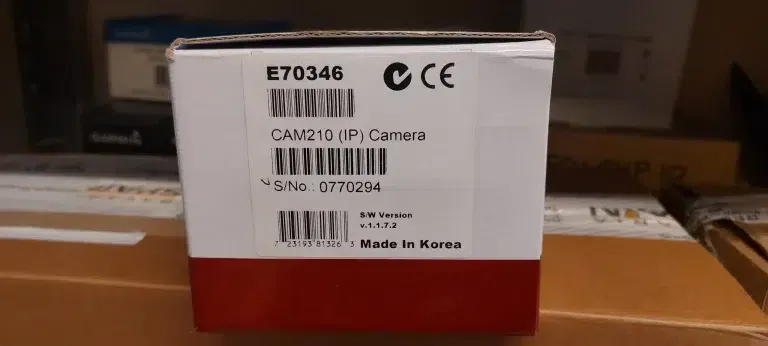 E70346
CE
CAM210 (IP) Camera
S/No.: 0770294
S/W Version
v.1.1.7.2
7 23193 81326 3
Made In Korea
GARMIN